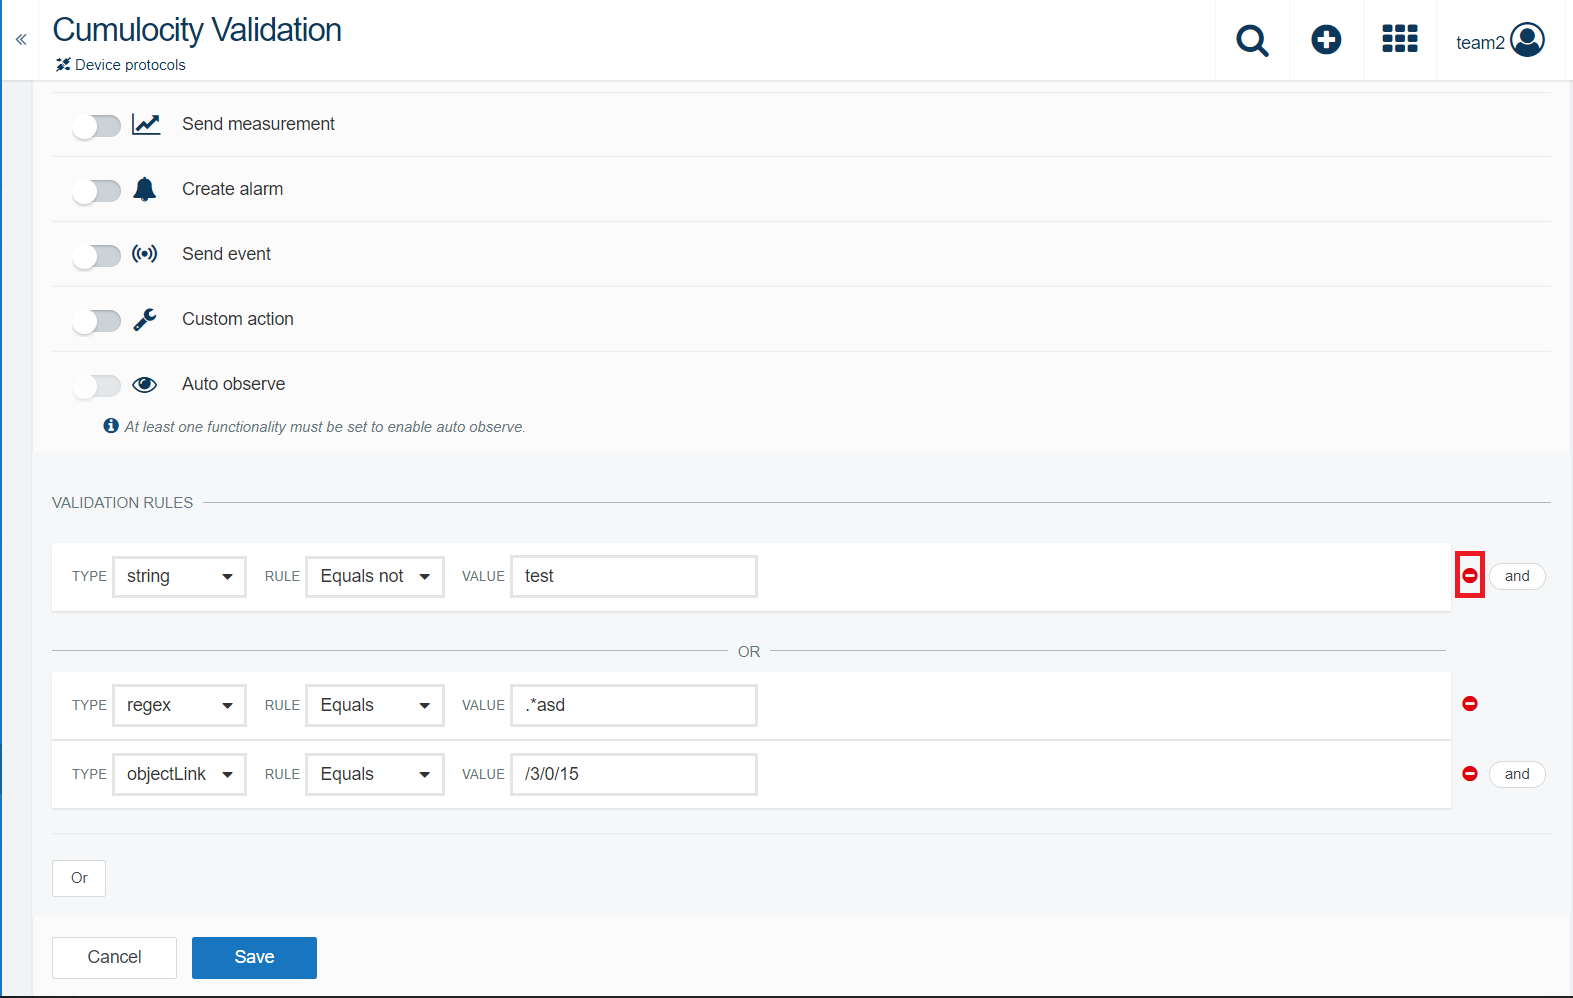 Cumulocity Validation
Device protocols
team2
Send measurement
Create alarm
Send event
Custom action
Auto observe
At least one functionality must be set to enable auto observe.
VALIDATION RULES
TYPE string RULE Equals not VALUE test and
OR
TYPE regex RULE Equals VALUE .*asd
TYPE objectLink RULE Equals VALUE /3/0/15 and
Or
Cancel Save